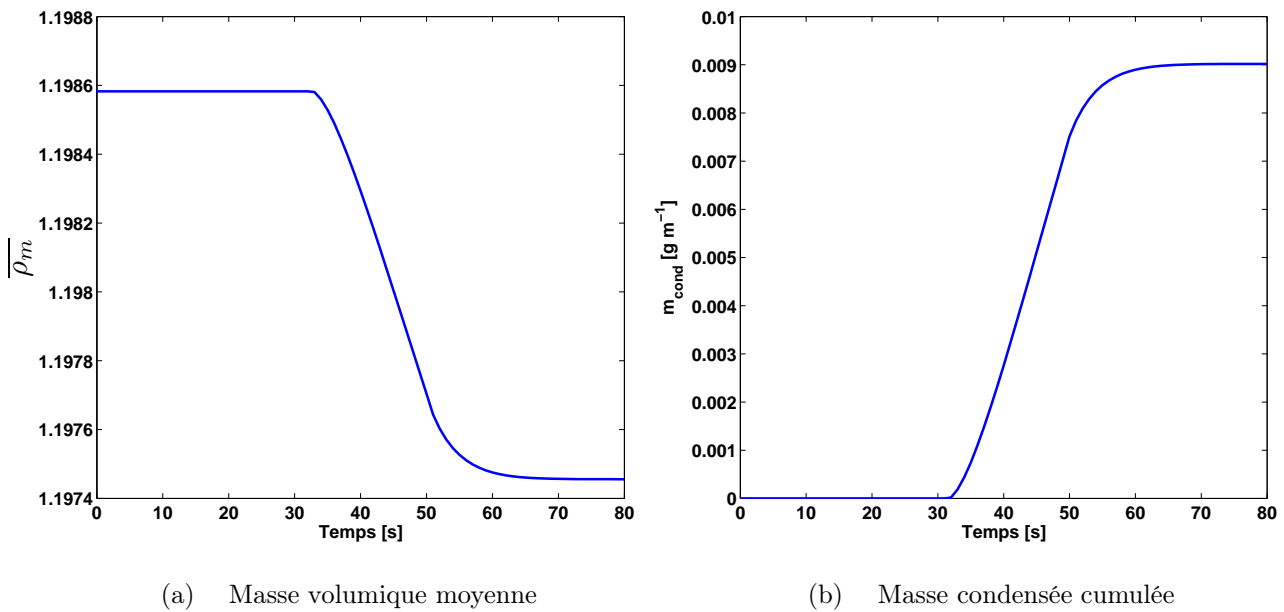 1.1988
1.1986
1.1984
1.1982
1.198
1.1978
1.1976
1.1974
ρm
0 10 20 30 40 50 60 70 80
Temps [s]
(a) Masse volumique moyenne
0.01
0.009
0.008
0.007
0.006
0.005
0.004
0.003
0.002
0.001
0
m_cond [g m⁻¹]
0 10 20 30 40 50 60 70 80
Temps [s]
(b) Masse condensée cumulée